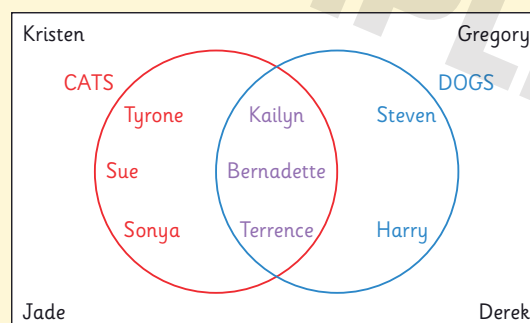 Kristen Gregory
CATS DOGS
Tyrone Kailyn Steven
Sue Bernadette
Sonya Terrence Harry
Jade Derek